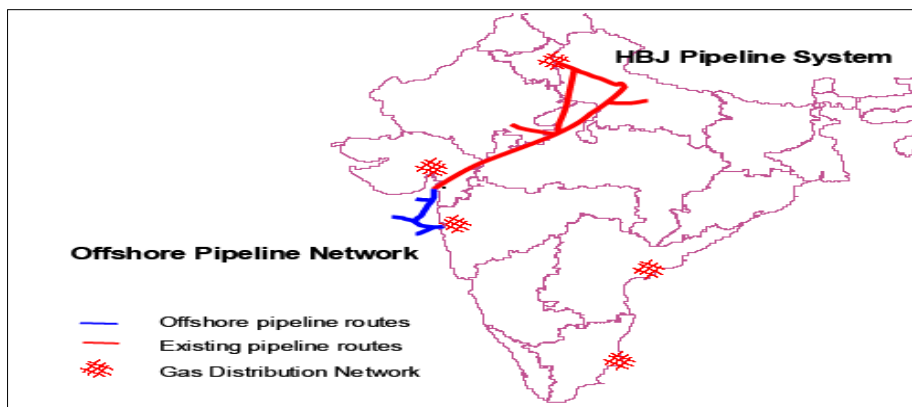 HBJ Pipeline System
Offshore Pipeline Network
Offshore pipeline routes
Existing pipeline routes
Gas Distribution Network